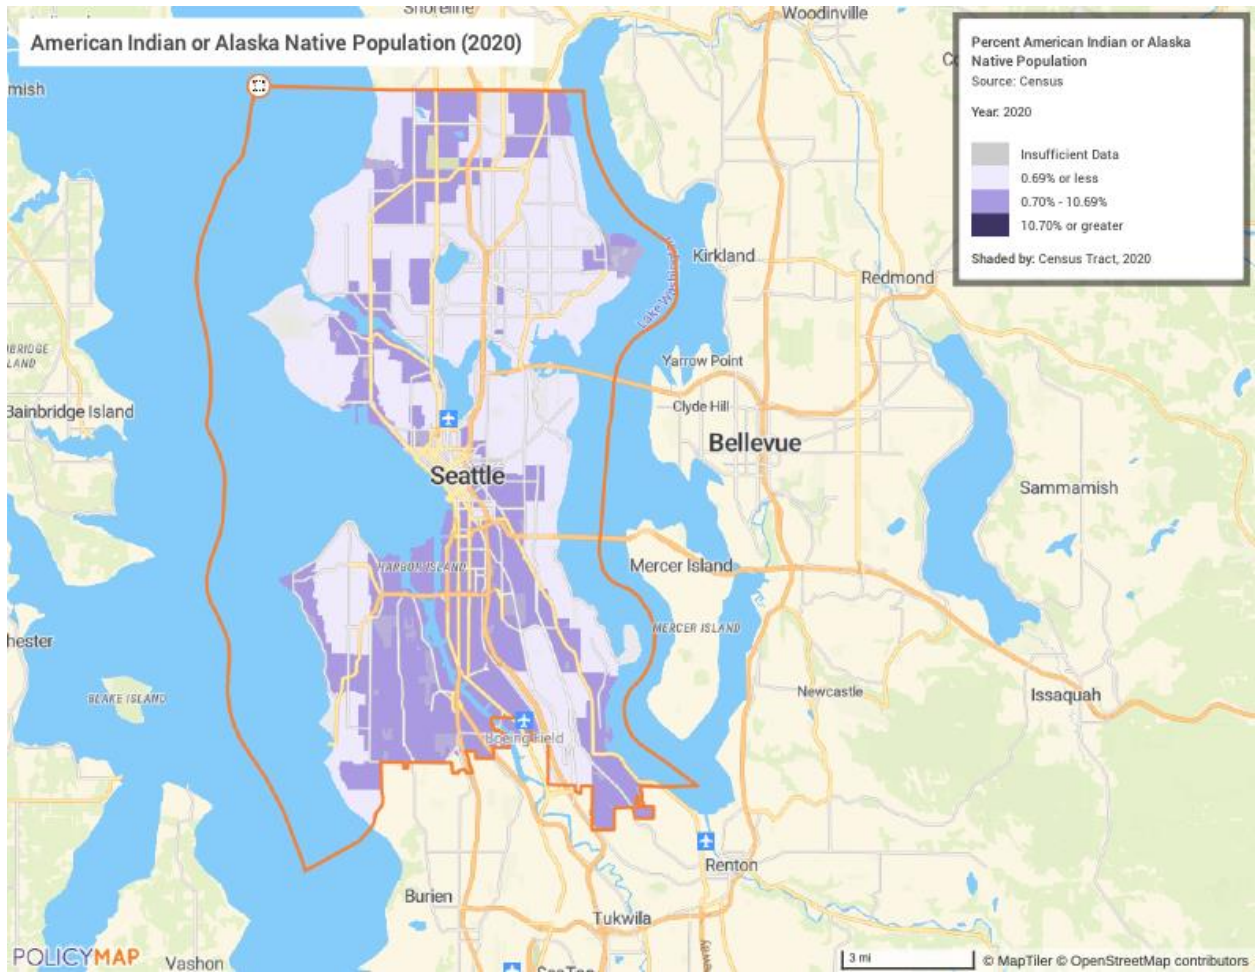 Shoreline
Woodinville
American Indian or Alaska Native Population (2020)
Percent American Indian or Alaska
Native Population
Source: Census
Year: 2020
Insufficient Data
0.69% or less
0.70% - 10.69%
10.70% or greater
Shaded by: Census Tract, 2020
mish
Kirkland
Redmond
Yarrow Point
Clyde Hill
Bainbridge Island
Bellevue
Seattle
Sammamish
HARBOR ISLAND
Mercer Island
MERCER ISLAND
hester
BLAKE ISLAND
Newcastle
Issaquah
Boeing Field
Renton
Burien
Tukwila
POLICYMAP
Vashon
3 mi
© MapTiler © OpenStreetMap contributors